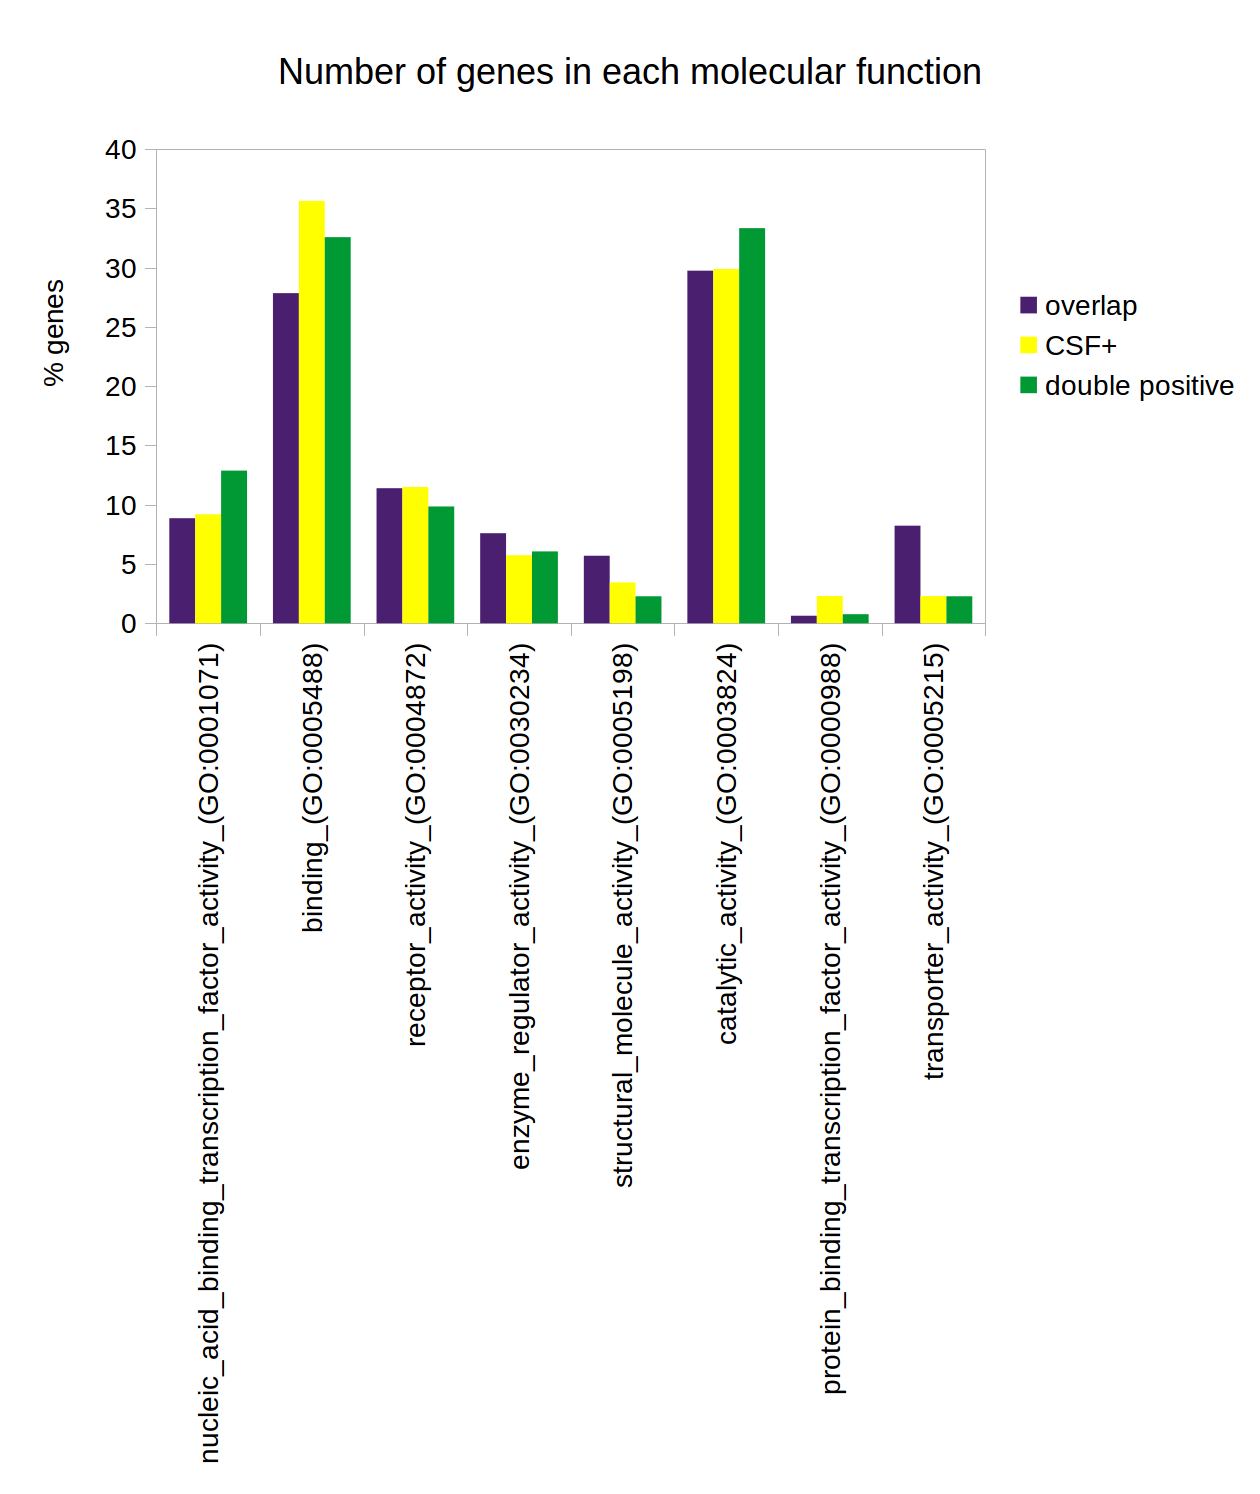 Number of genes in each molecular function
% genes
40
35
30
25
20
15
10
5
0
overlap
CSF+
double positive
nucleic_acid_binding_transcription_factor_activity_(GO:0001071)
binding_(GO:0005488)
receptor_activity_(GO:0004872)
enzyme_regulator_activity_(GO:0030234)
structural_molecule_activity_(GO:0005198)
catalytic_activity_(GO:0003824)
protein_binding_transcription_factor_activity_(GO:0000988)
transporter_activity_(GO:0005215)